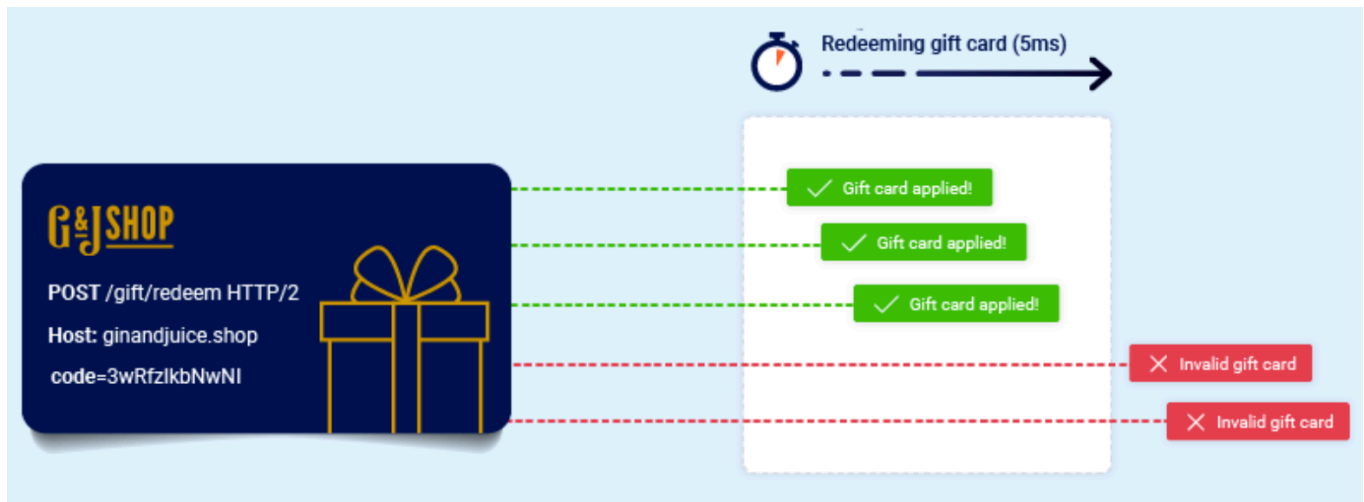 Redeeming gift card (5ms)
G&J SHOP
POST /gift/redeem HTTP/2
Host: ginandjuice.shop
code=3wRfzIkbNwNI
Gift card applied!
Gift card applied!
Gift card applied!
Invalid gift card
Invalid gift card